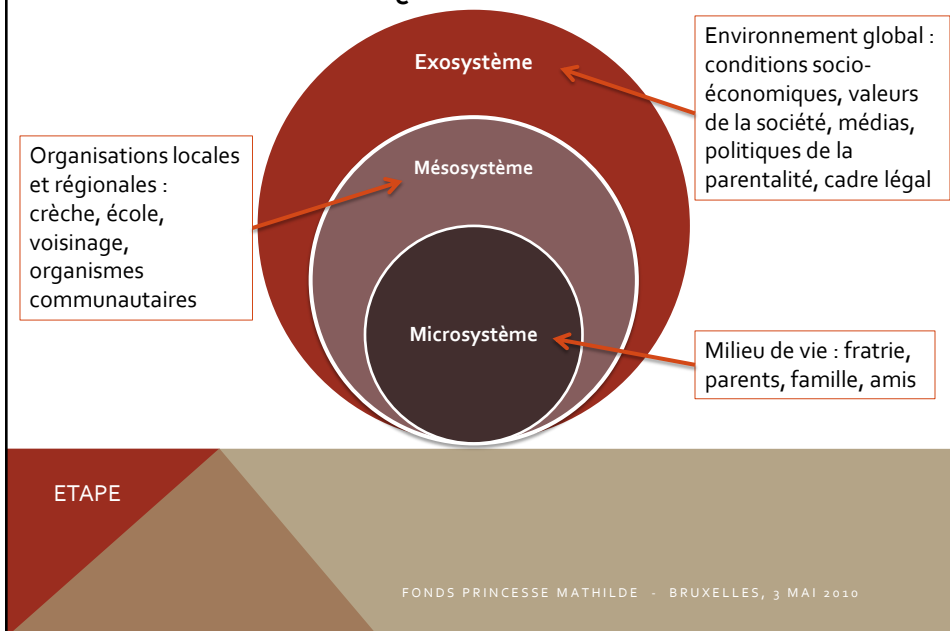 Exosystème
Environnement global :
conditions socio-
économiques, valeurs
de la société, médias,
politiques de la
parentalité, cadre légal
Organisations locales
et régionales :
crèche, école,
voisinage,
organismes
communautaires
Mésosystème
Microsystème
Milieu de vie : fratrie,
parents, famille, amis
ETAPE
FONDS PRINCESSE MATHILDE - BRUXELLES, 3 MAI 2010